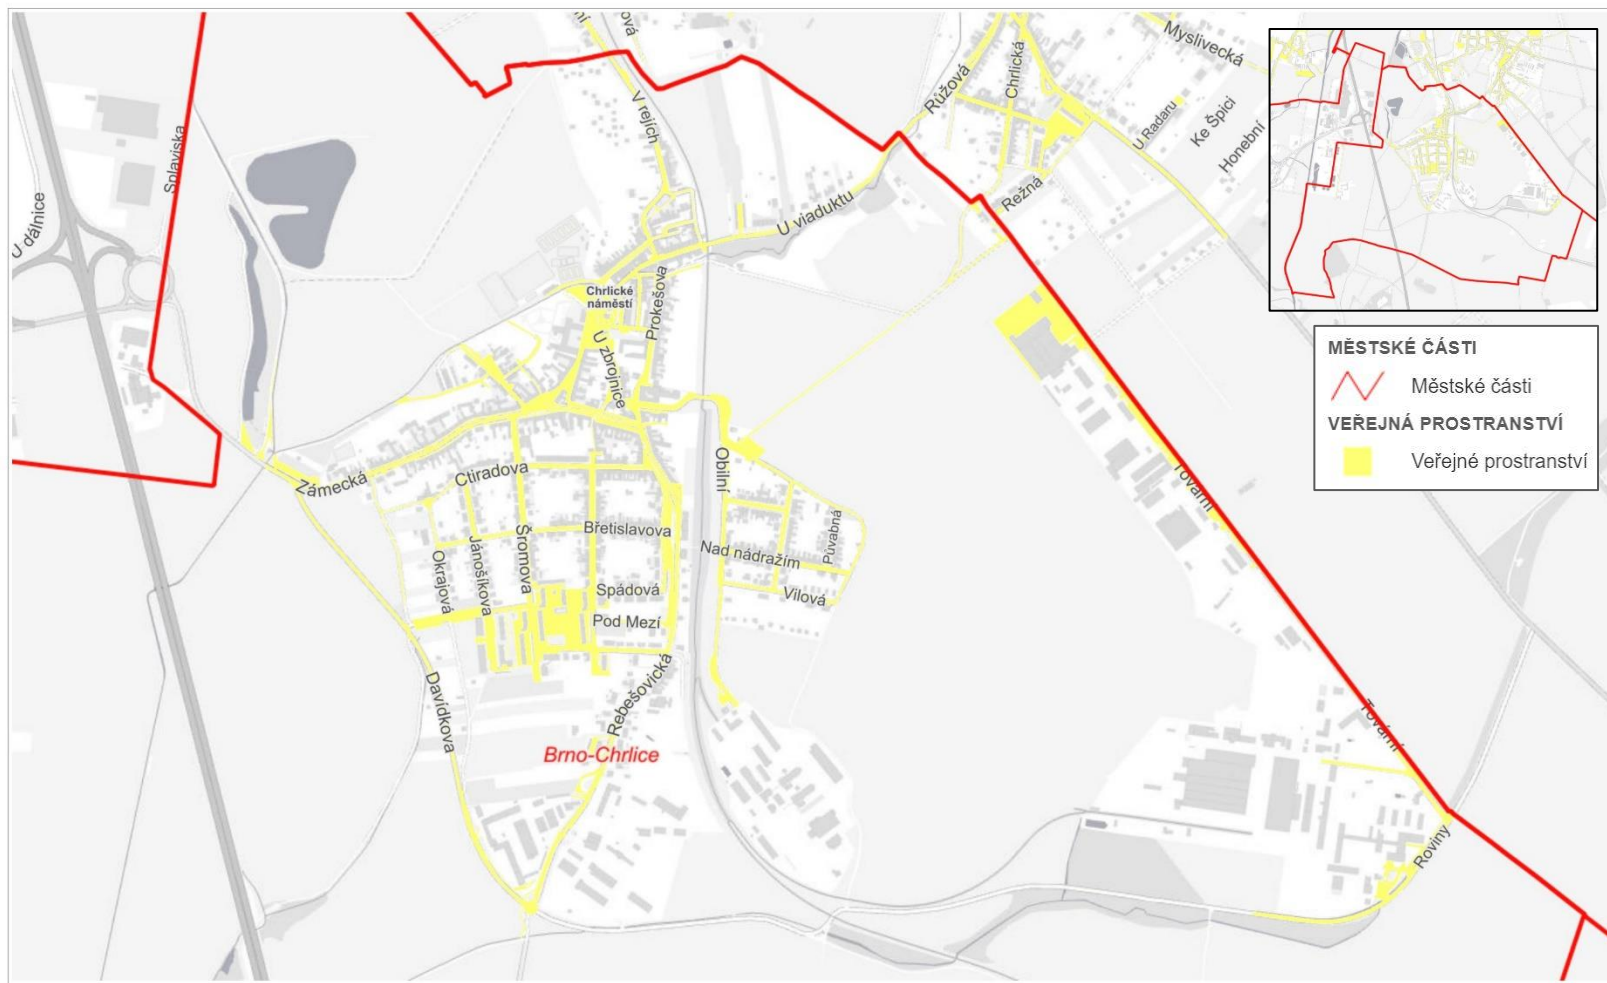 ová
Myslivecká
Chrlická
Růžová
V rejích
U Radaru
Ke Špici
Honební
Splaviska
U dálnice
Režná
U viaduktu
Chrlické
náměstí
Prokešova
U zbrojnice
MĚSTSKÉ ČÁSTI
Městské části
VEŘEJNÁ PROSTRANSTVÍ
Veřejné prostranství
Zámecká
Ctiradova
Obilní
Tovární
Šromova
Břetislavova
Půvabná
Nad nádražím
Jánošíkova
Okrajová
Spádová
Vilová
Pod Mezí
Davídkova
Rebešovická
Tovární
Brno-Chrlice
Roviny